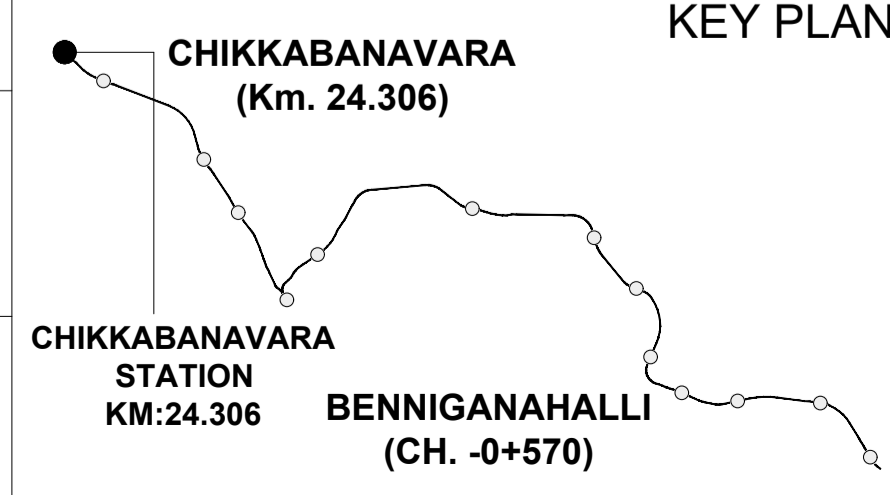 KEY PLAN
CHIKKABANAVARA
(Km. 24.306)
CHIKKABANAVARA
STATION
KM:24.306
BENNIGANAHALLI
(CH. -0+570)